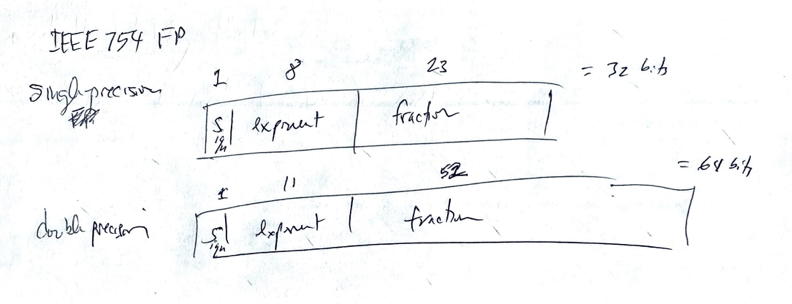 IEEE 754 FP
1 8 23 = 32 bits
single precision
sign exponent fraction
1 11 52 = 64 bits
double precision
sign exponent fraction